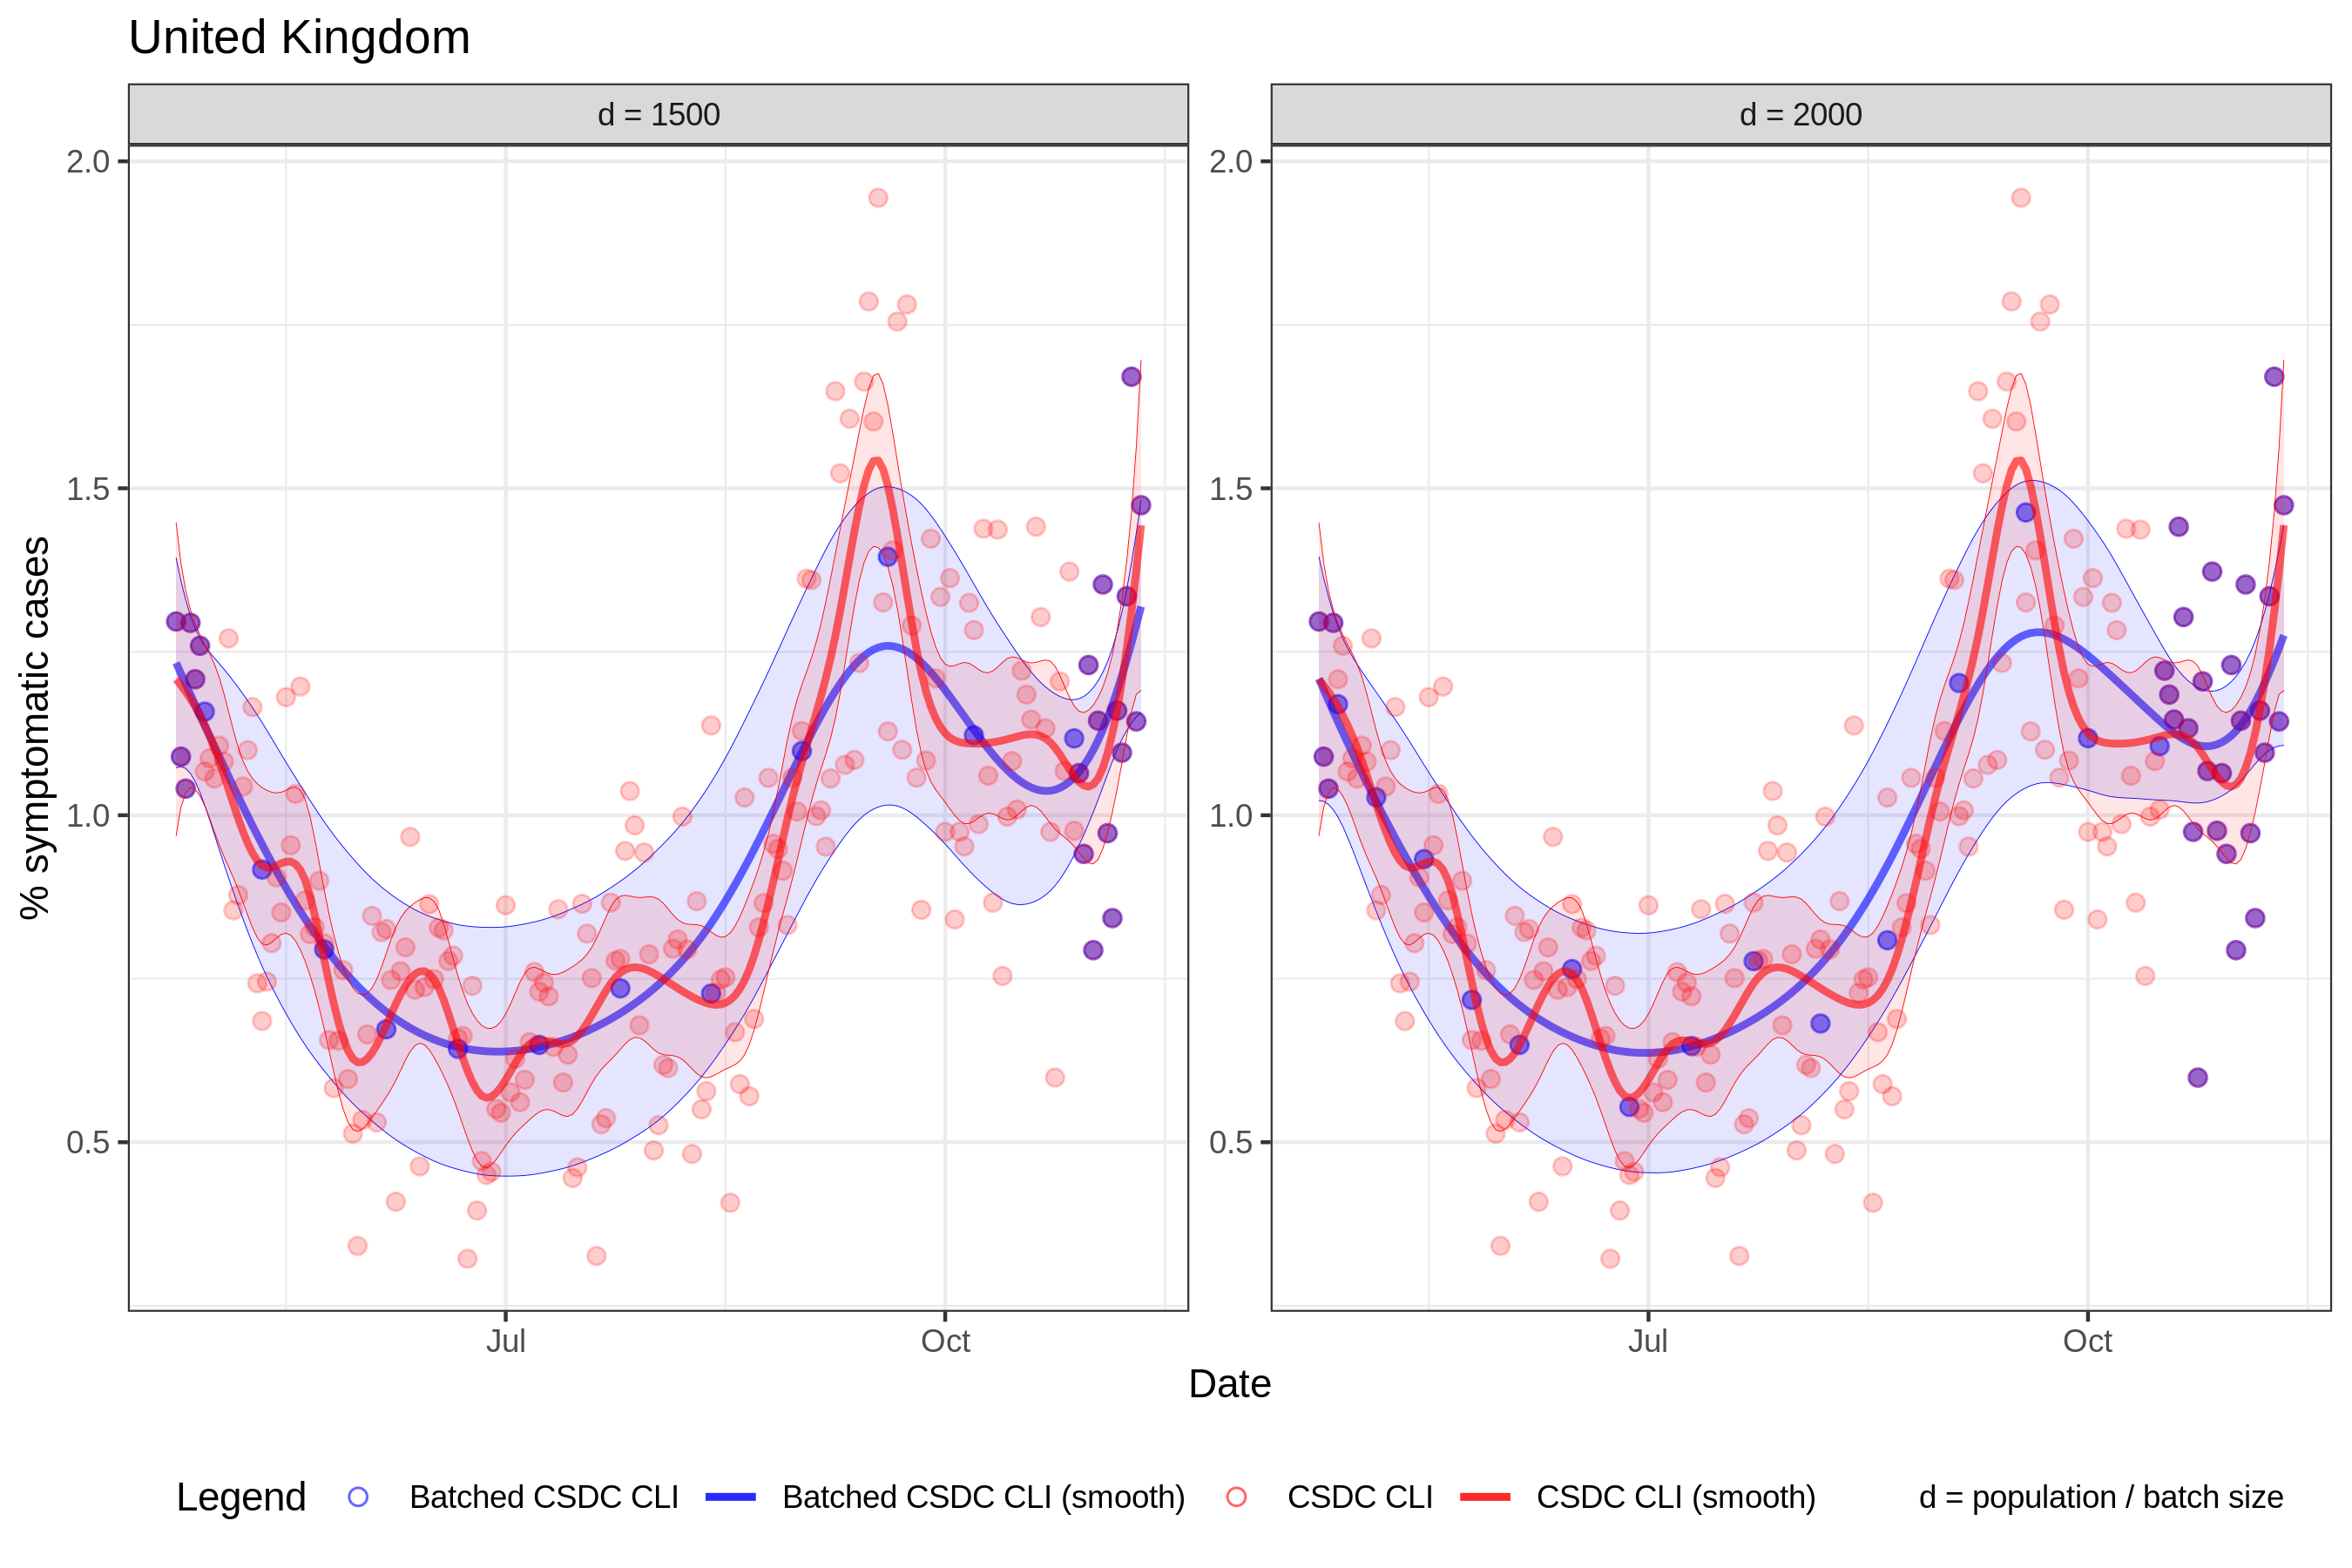 United Kingdom
d = 1500
d = 2000
% symptomatic cases
2.0
1.5
1.0
0.5
2.0
1.5
1.0
0.5
Jul
Oct
Jul
Oct
Date
Legend
Batched CSDC CLI
Batched CSDC CLI (smooth)
CSDC CLI
CSDC CLI (smooth)
d = population / batch size